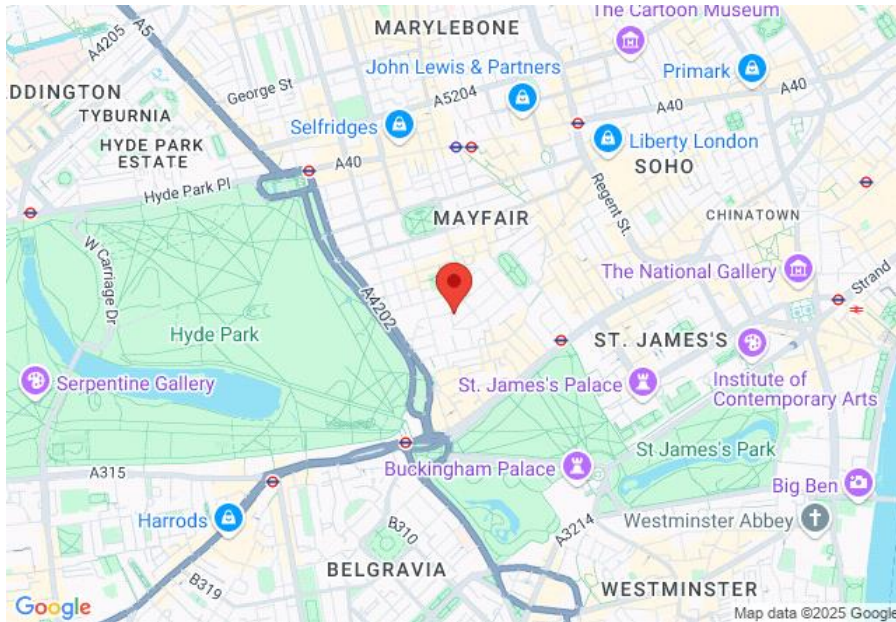 The Cartoon Museum
MARYLEBONE
A5
A4205
John Lewis & Partners
Primark
A40
George St
A5204
ADDINGTON
TYBURNIA
Selfridges
A40
Liberty London
HYDE PARK
ESTATE
A40
SOHO
Hyde Park Pl
Regent St.
MAYFAIR
CHINATOWN
W Carriage Dr
The National Gallery
Strand
A4202
Hyde Park
ST. JAMES'S
Serpentine Gallery
St. James's Palace
Institute of
Contemporary Arts
St James's Park
A315
Buckingham Palace
Big Ben
Harrods
B310
A3214
Westminster Abbey
BELGRAVIA
B319
WESTMINSTER
Google
Map data ©2025 Google